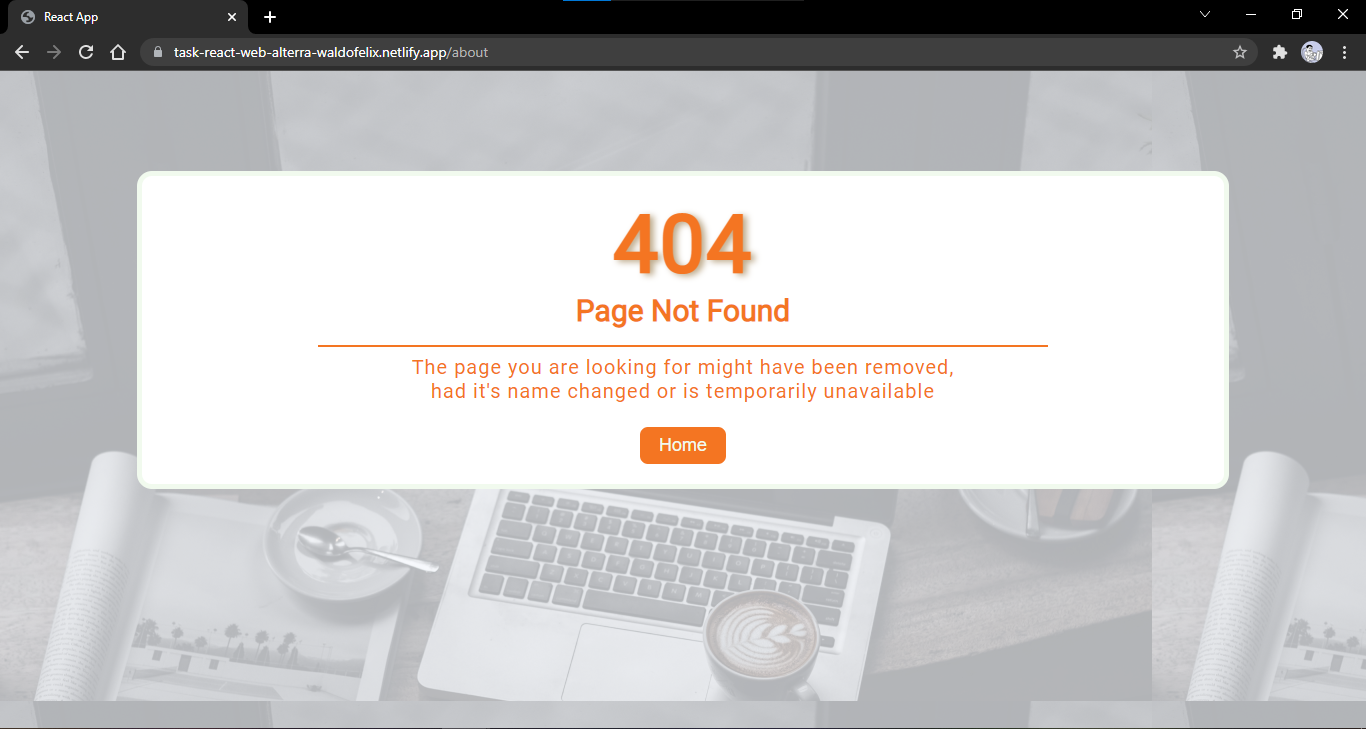 React App
task-react-web-alterra-waldofelix.netlify.app/about
404
Page Not Found
The page you are looking for might have been removed,
had it's name changed or is temporarily unavailable
Home